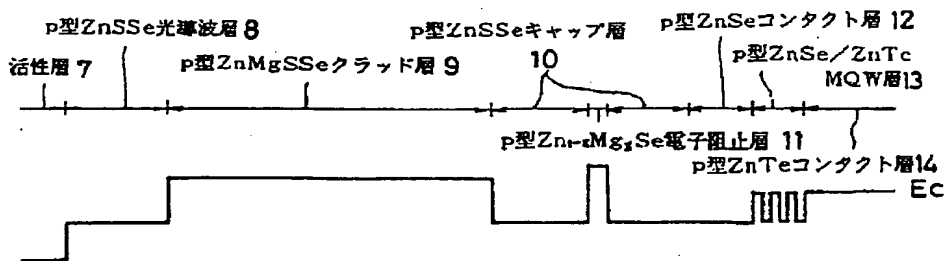 p型ZnSSe光導波層 8
p型ZnSSeキャップ層
p型ZnSeコンタクト層 12
活性層 7
p型ZnMgSSeクラッド層 9
10
p型ZnSe／ZnTe
MQW層13
p型Zn1-xMgxSe電子阻止層 11
p型ZnTeコンタクト層14
Ec